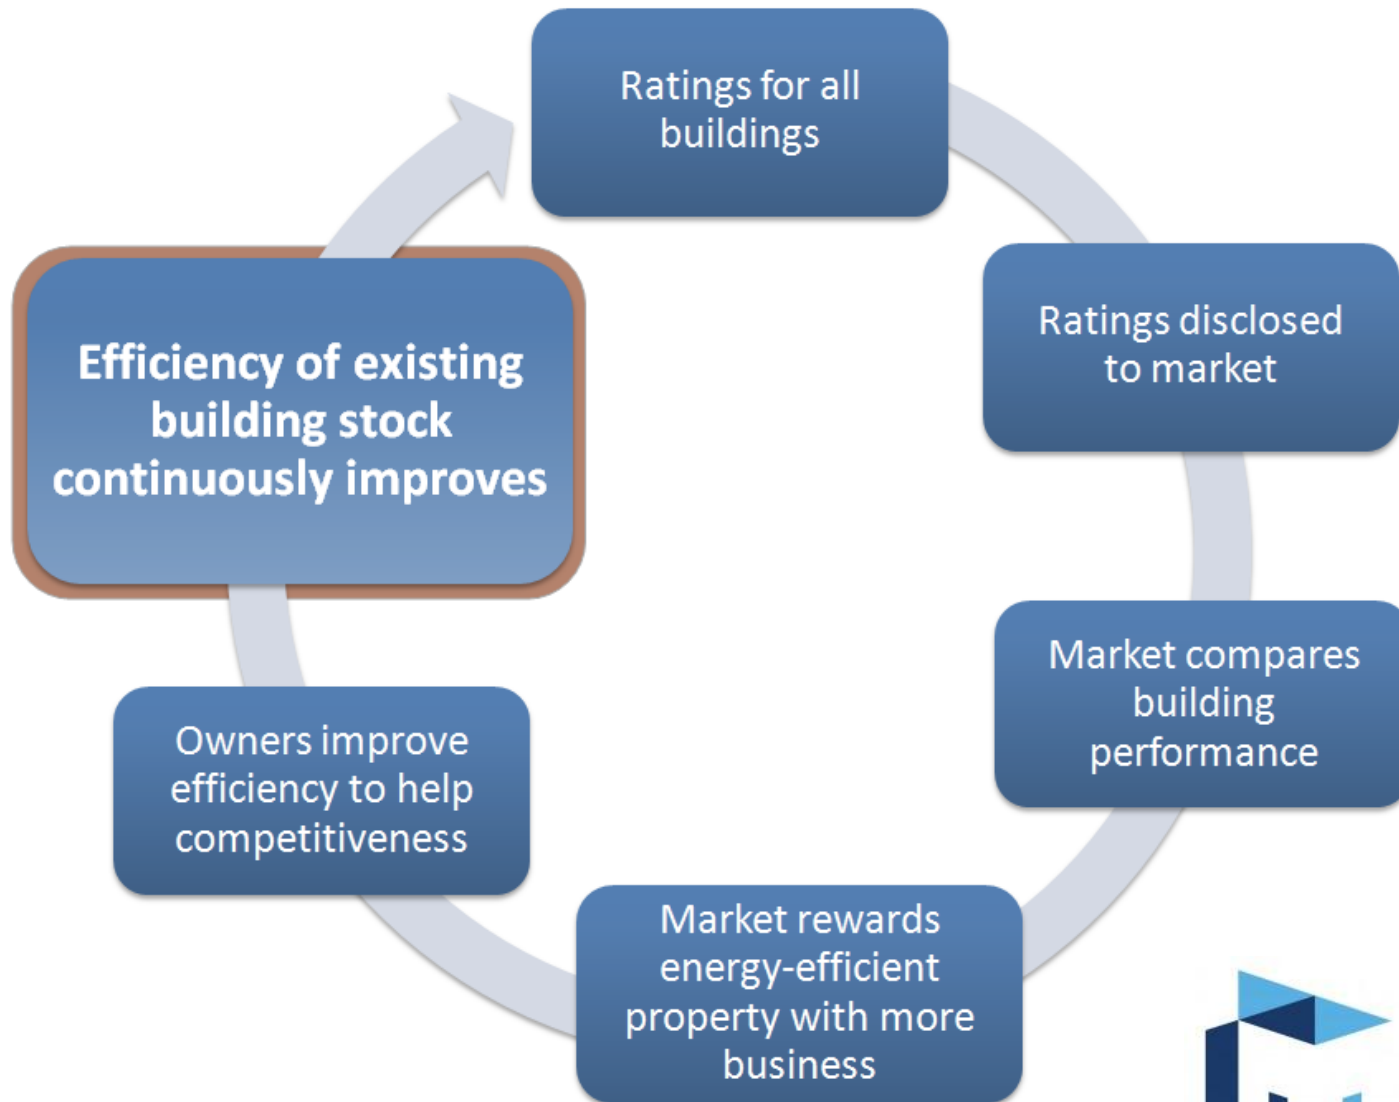 Ratings for all
buildings
Ratings disclosed
to market
Market compares
building
performance
Market rewards
energy-efficient
property with more
business
Owners improve
efficiency to help
competitiveness
Efficiency of existing
building stock
continuously improves